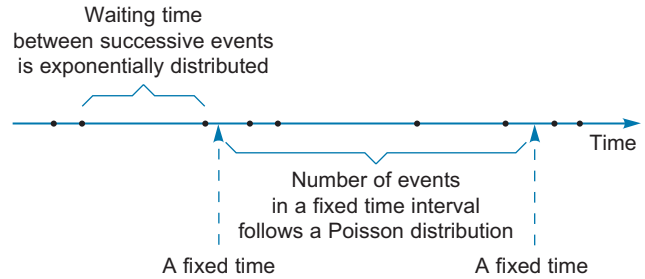 Waiting time
between successive events
is exponentially distributed
Time
Number of events
in a fixed time interval
follows a Poisson distribution
A fixed time
A fixed time